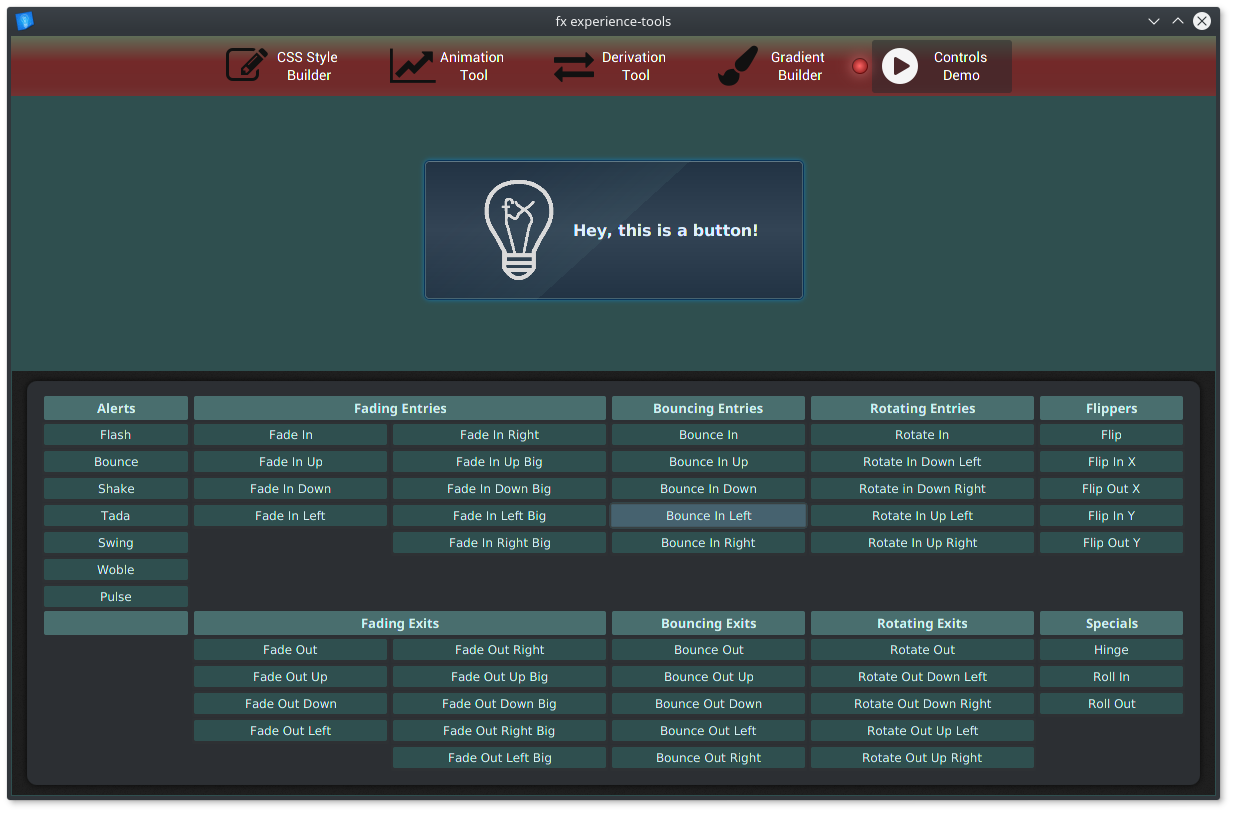 fx experience-tools
CSS Style
Builder
Animation
Tool
Derivation
Tool
Gradient
Builder
Controls
Demo
fx
Hey, this is a button!
Alerts
Flash
Bounce
Shake
Tada
Swing
Woble
Pulse
Fading Entries
Fade In
Fade In Right
Fade In Up
Fade In Up Big
Fade In Down
Fade In Down Big
Fade In Left
Fade In Left Big
Fade In Right Big
Bouncing Entries
Bounce In
Bounce In Up
Bounce In Down
Bounce In Left
Bounce In Right
Rotating Entries
Rotate In
Rotate In Down Left
Rotate in Down Right
Rotate In Up Left
Rotate In Up Right
Flippers
Flip
Flip In X
Flip Out X
Flip In Y
Flip Out Y
Fading Exits
Fade Out
Fade Out Right
Fade Out Up
Fade Out Up Big
Fade Out Down
Fade Out Down Big
Fade Out Left
Fade Out Right Big
Fade Out Left Big
Bouncing Exits
Bounce Out
Bounce Out Up
Bounce Out Down
Bounce Out Left
Bounce Out Right
Rotating Exits
Rotate Out
Rotate Out Down Left
Rotate Out Down Right
Rotate Out Up Left
Rotate Out Up Right
Specials
Hinge
Roll In
Roll Out